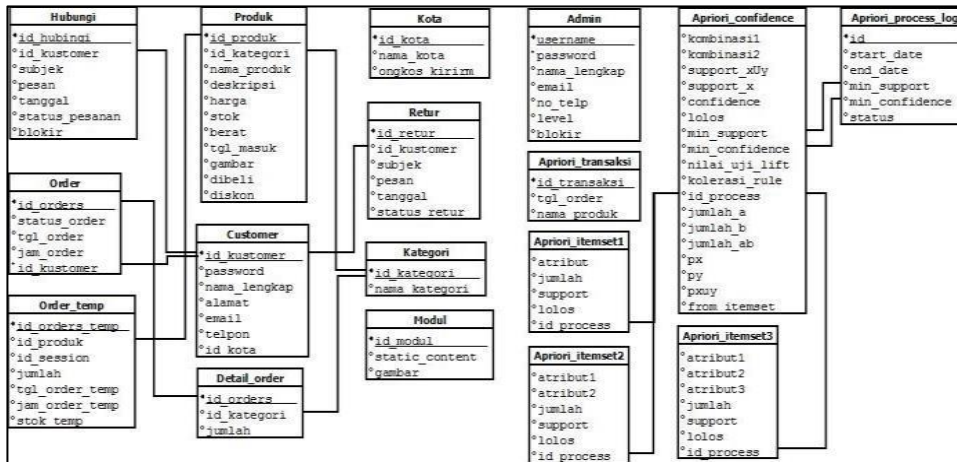 Hubungi
id_hubingi
id_kustomer
subjek
pesan
tanggal
status_pesanan
blokir
Produk
id_produk
id_kategori
nama_produk
deskripsi
harga
stok
berat
tgl_masuk
gambar
dibeli
diskon
Kota
id_kota
nama_kota
ongkos_kirirm
Admin
username
password
nama_lengkap
email
no_telp
level
blokir
Apriori_confidence
kombinasi1
kombinasi2
support_xUy
support_x
confidence
lolos
min_support
min_confidence
nilai_uji_lift
kolerasi_rule
id_process
jumlah_a
jumlah_b
jumlah_ab
px
py
pxuy
from_itemset
Apriori_process_log
id
start_date
end_date
min_support
min_confidence
status
Retur
id_retur
id_kustomer
subjek
pesan
tanggal
status_retur
Apriori_transaksi
id_transaksi
tgl_order
nama_produk
Order
id_orders
status_order
tgl_order
jam_order
id_kustomer
Customer
id_kustomer
password
nama_lengkap
alamat
email
telpon
id_kota
Kategori
id_kategori
nama_kategori
Apriori_itemset1
atribut
jumlah
support
lolos
id_process
Order_temp
id_orders_temp
id_produk
id_session
jumlah
tgl_order_temp
jam_order_temp
stok_temp
Detail_order
id_orders
id_kategori
jumlah
Modul
id_modul
static_content
gambar
Apriori_itemset2
atribut1
atribut2
jumlah
support
lolos
id_process
Apriori_itemset3
atribut1
atribut2
atribut3
jumlah
support
lolos
id_process